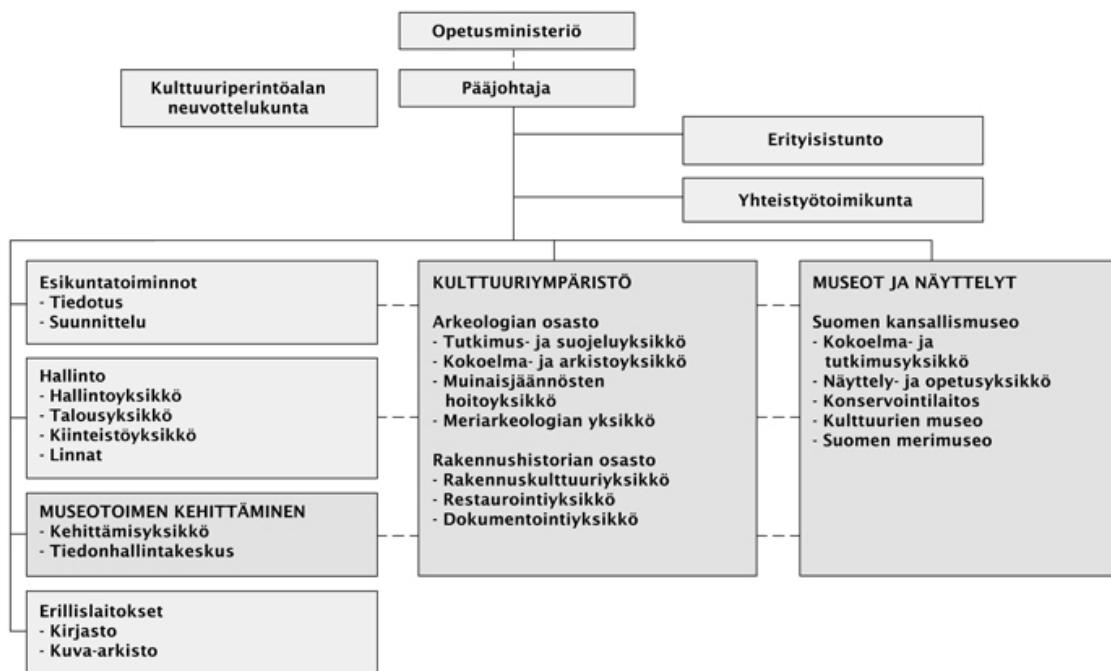 Opetusministeriö
Kulttuuriperintöalan
neuvottelukunta
Pääjohtaja
Erityisistunto
Yhteistyötoimikunta
Esikuntatoiminnot
- Tiedotus
- Suunnittelu
Hallinto
- Hallintoyksikkö
- Talousyksikkö
- Kiinteistöyksikkö
- Linnat
MUSEOTOIMEN KEHITTÄMINEN
- Kehittämisyksikkö
- Tiedonhallintakeskus
Erillislaitokset
- Kirjasto
- Kuva-arkisto
KULTTUURIYMPÄRISTÖ
Arkeologian osasto
- Tutkimus- ja suojeluyksikkö
- Kokoelma- ja arkistoyksikkö
- Muinaisjäännösten
hoitoyksikkö
- Meriarkeologian yksikkö
Rakennushistorian osasto
- Rakennuskulttuuriyksikkö
- Restaurointiyksikkö
- Dokumentointiyksikkö
MUSEOT JA NÄYTTELYT
Suomen kansallismuseo
- Kokoelma- ja
tutkimusyksikkö
- Näyttely- ja opetusyksikkö
- Konservointilaitos
- Kulttuurien museo
- Suomen merimuseo